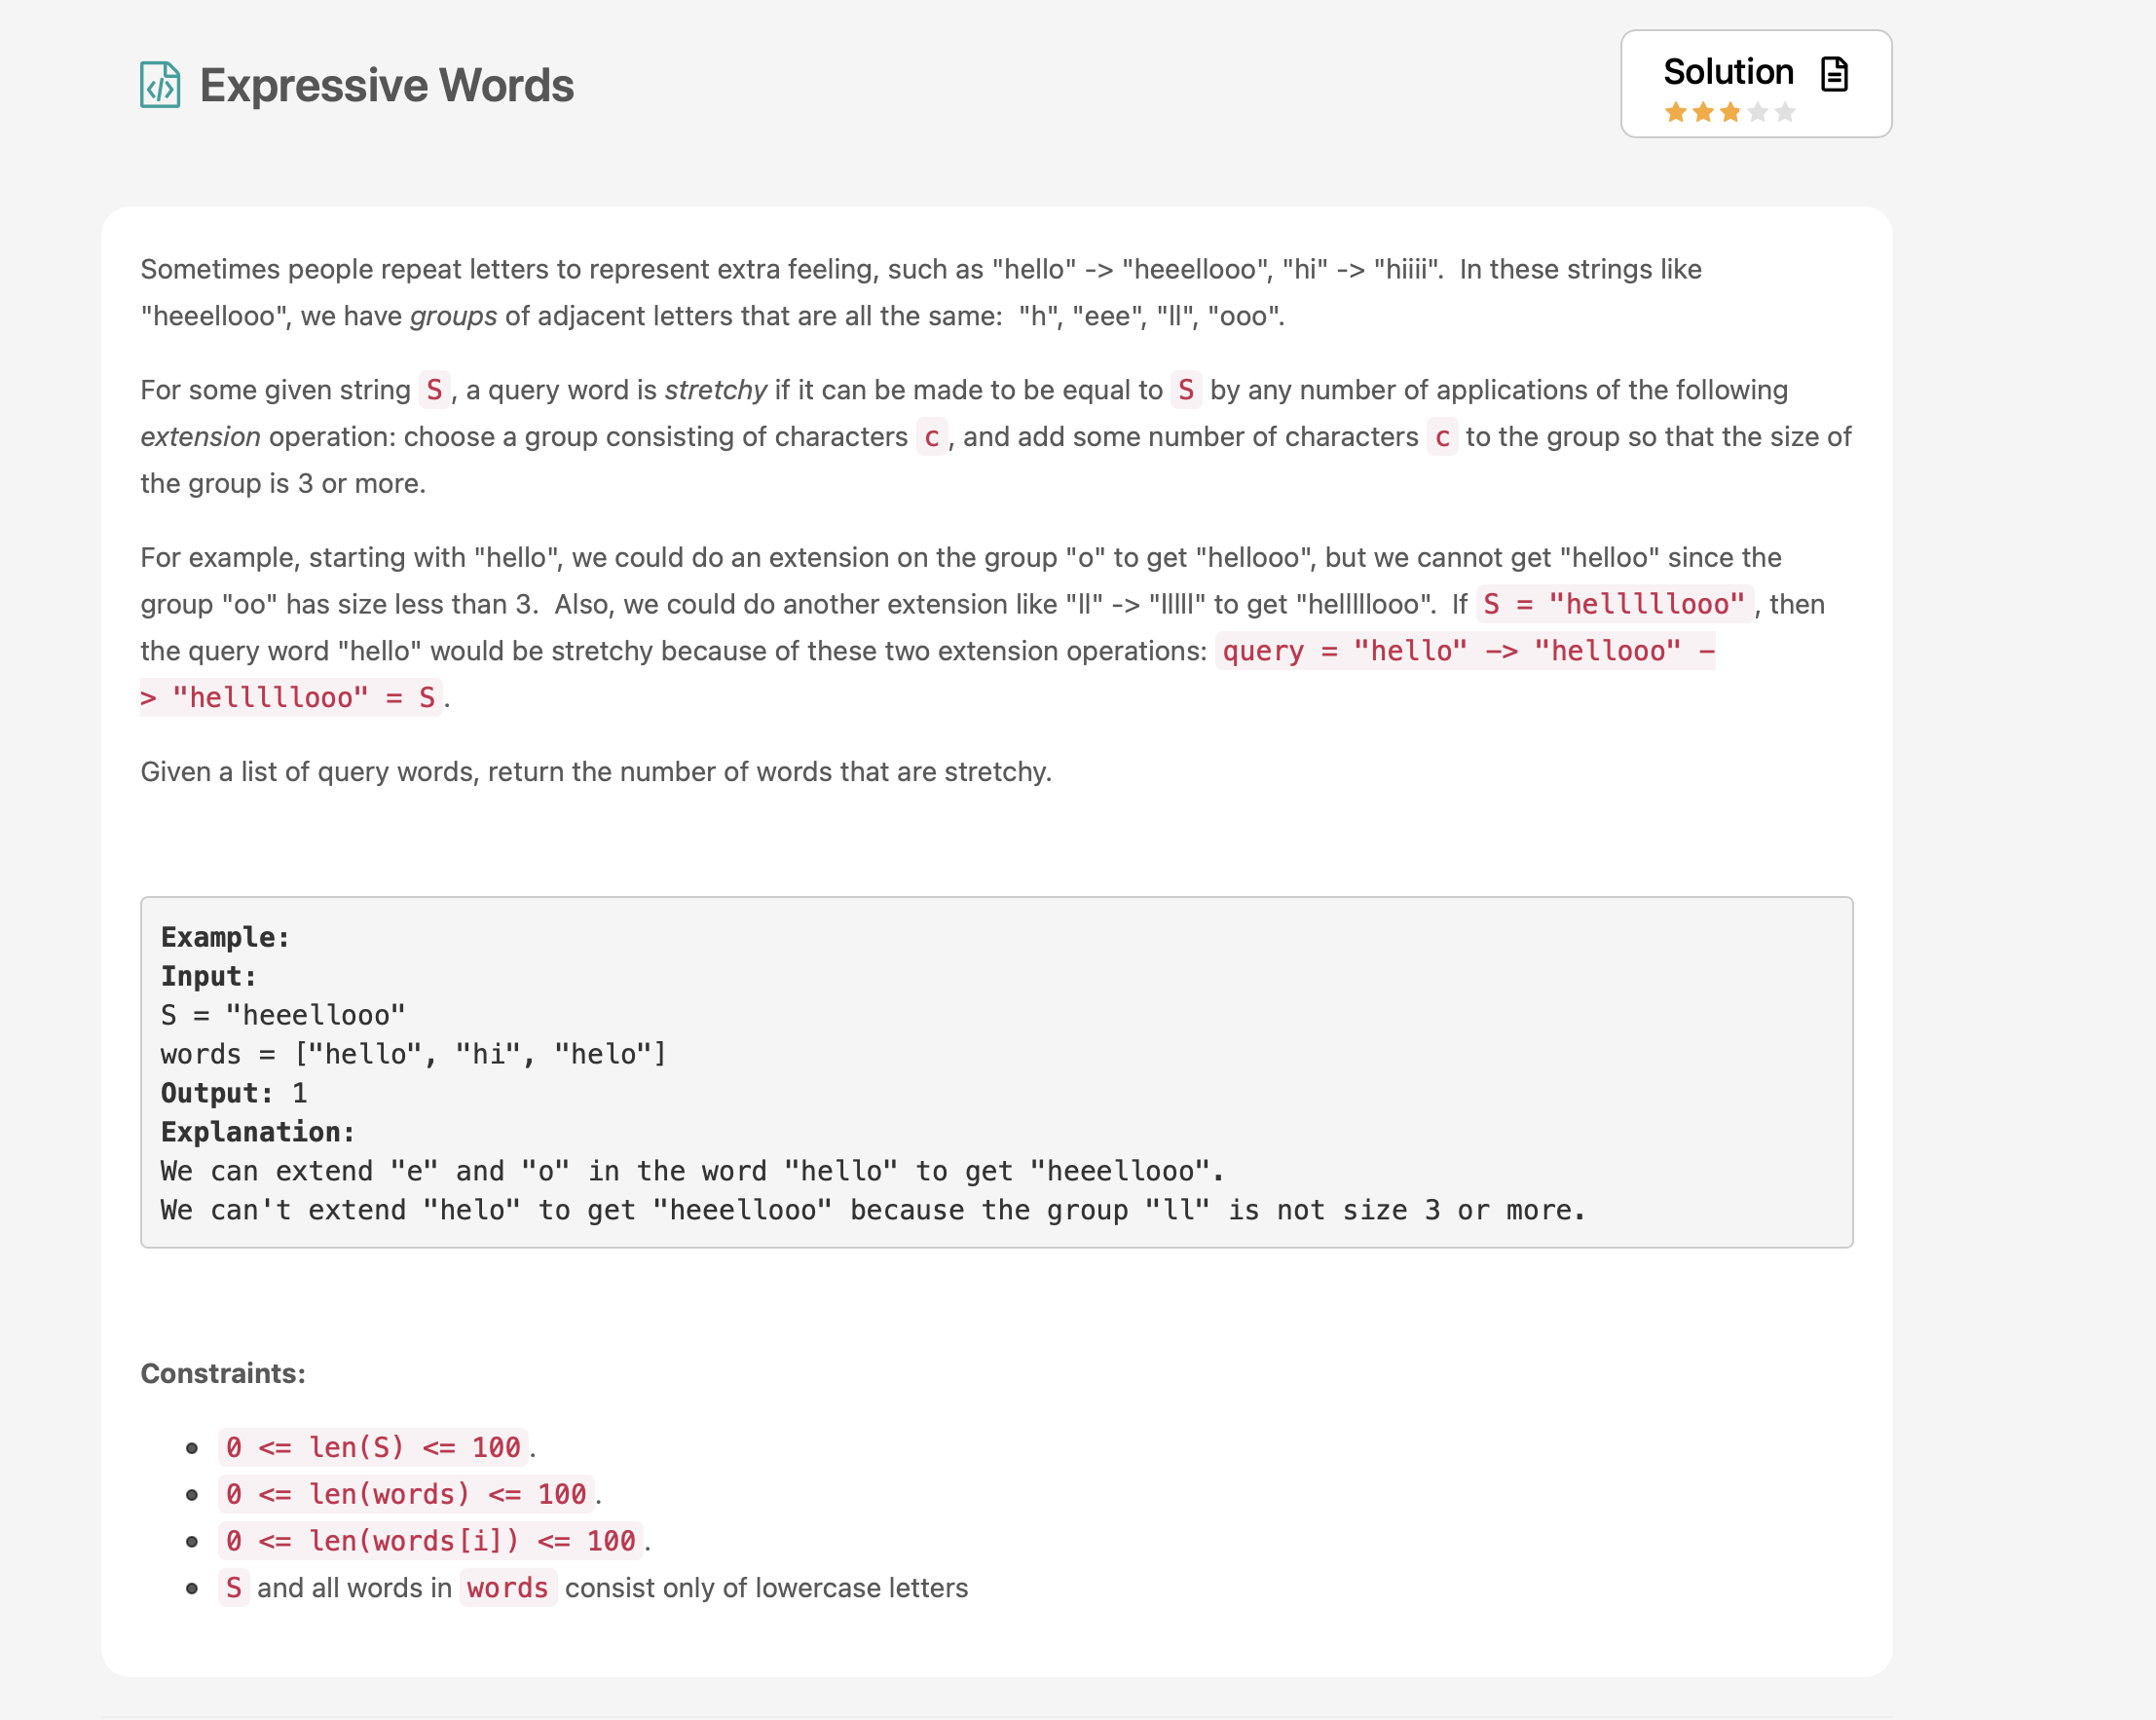 Expressive Words
Solution
Sometimes people repeat letters to represent extra feeling, such as "hello" -> "heeellooo", "hi" -> "hiiii".  In these strings like
"heeellooo", we have groups of adjacent letters that are all the same:  "h", "eee", "ll", "ooo".
For some given string S, a query word is stretchy if it can be made to be equal to S by any number of applications of the following
extension operation: choose a group consisting of characters c, and add some number of characters c to the group so that the size of
the group is 3 or more.
For example, starting with "hello", we could do an extension on the group "o" to get "hellooo", but we cannot get "helloo" since the
group "oo" has size less than 3.  Also, we could do another extension like "ll" -> "lllll" to get "helllllooo".  If S = "helllllooo", then
the query word "hello" would be stretchy because of these two extension operations: query = "hello" -> "hellooo" -
> "helllllooo" = S.
Given a list of query words, return the number of words that are stretchy.
Example:
Input:
S = "heeellooo"
words = ["hello", "hi", "helo"]
Output: 1
Explanation:
We can extend "e" and "o" in the word "hello" to get "heeellooo".
We can't extend "helo" to get "heeellooo" because the group "ll" is not size 3 or more.
Constraints:
0 <= len(S) <= 100.
0 <= len(words) <= 100.
0 <= len(words[i]) <= 100.
S and all words in words consist only of lowercase letters